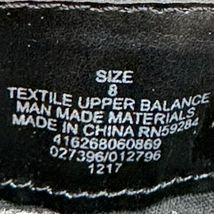 SIZE
8
TEXTILE UPPER BALANCE
MAN MADE MATERIALS
MADE IN CHINA RN59284
416268060869
027396/012796
1217